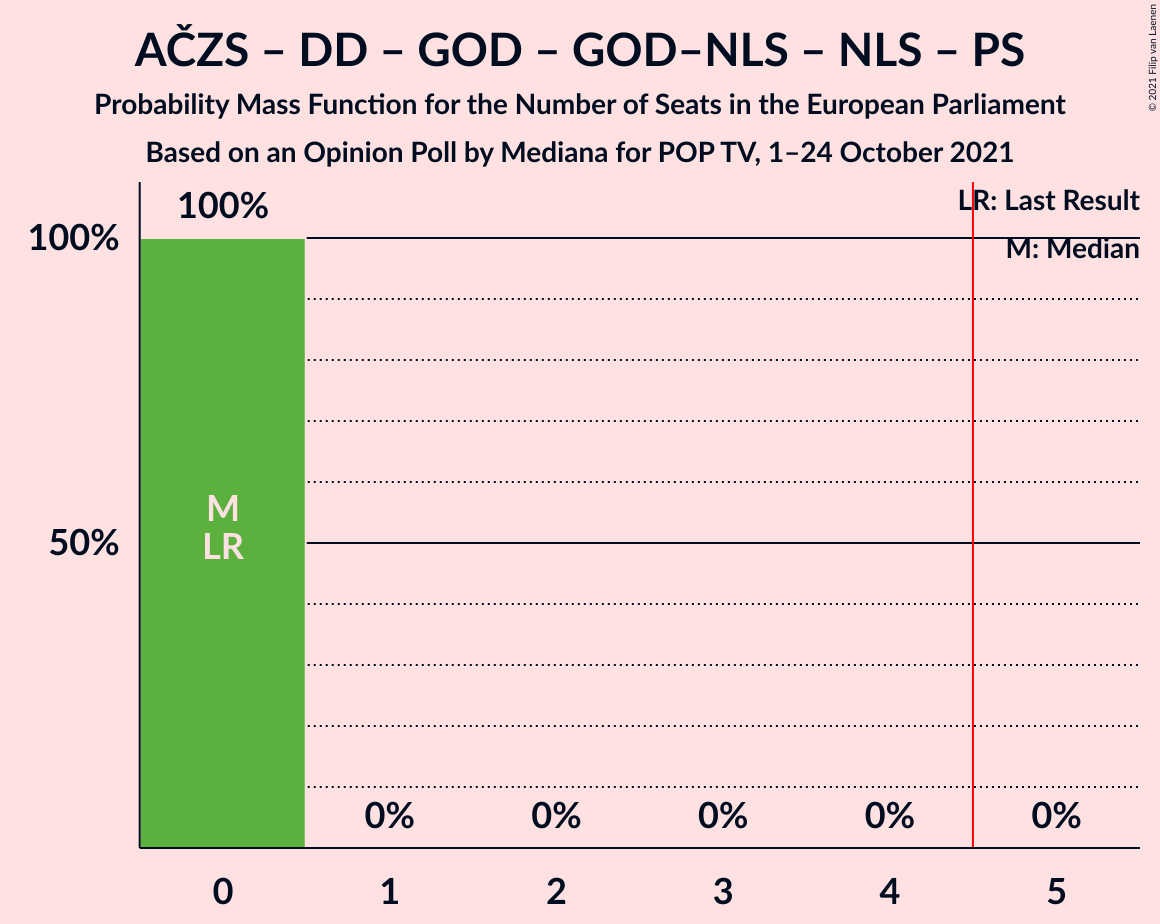 AČZS – DD – GOD – GOD–NLS – NLS – PS
Probability Mass Function for the Number of Seats in the European Parliament
Based on an Opinion Poll by Mediana for POP TV, 1–24 October 2021
© 2021 Filip van Laenen
LR: Last Result
M: Median
100%
100%
50%
M
LR
0%
0%
0%
0%
0%
0
1
2
3
4
5